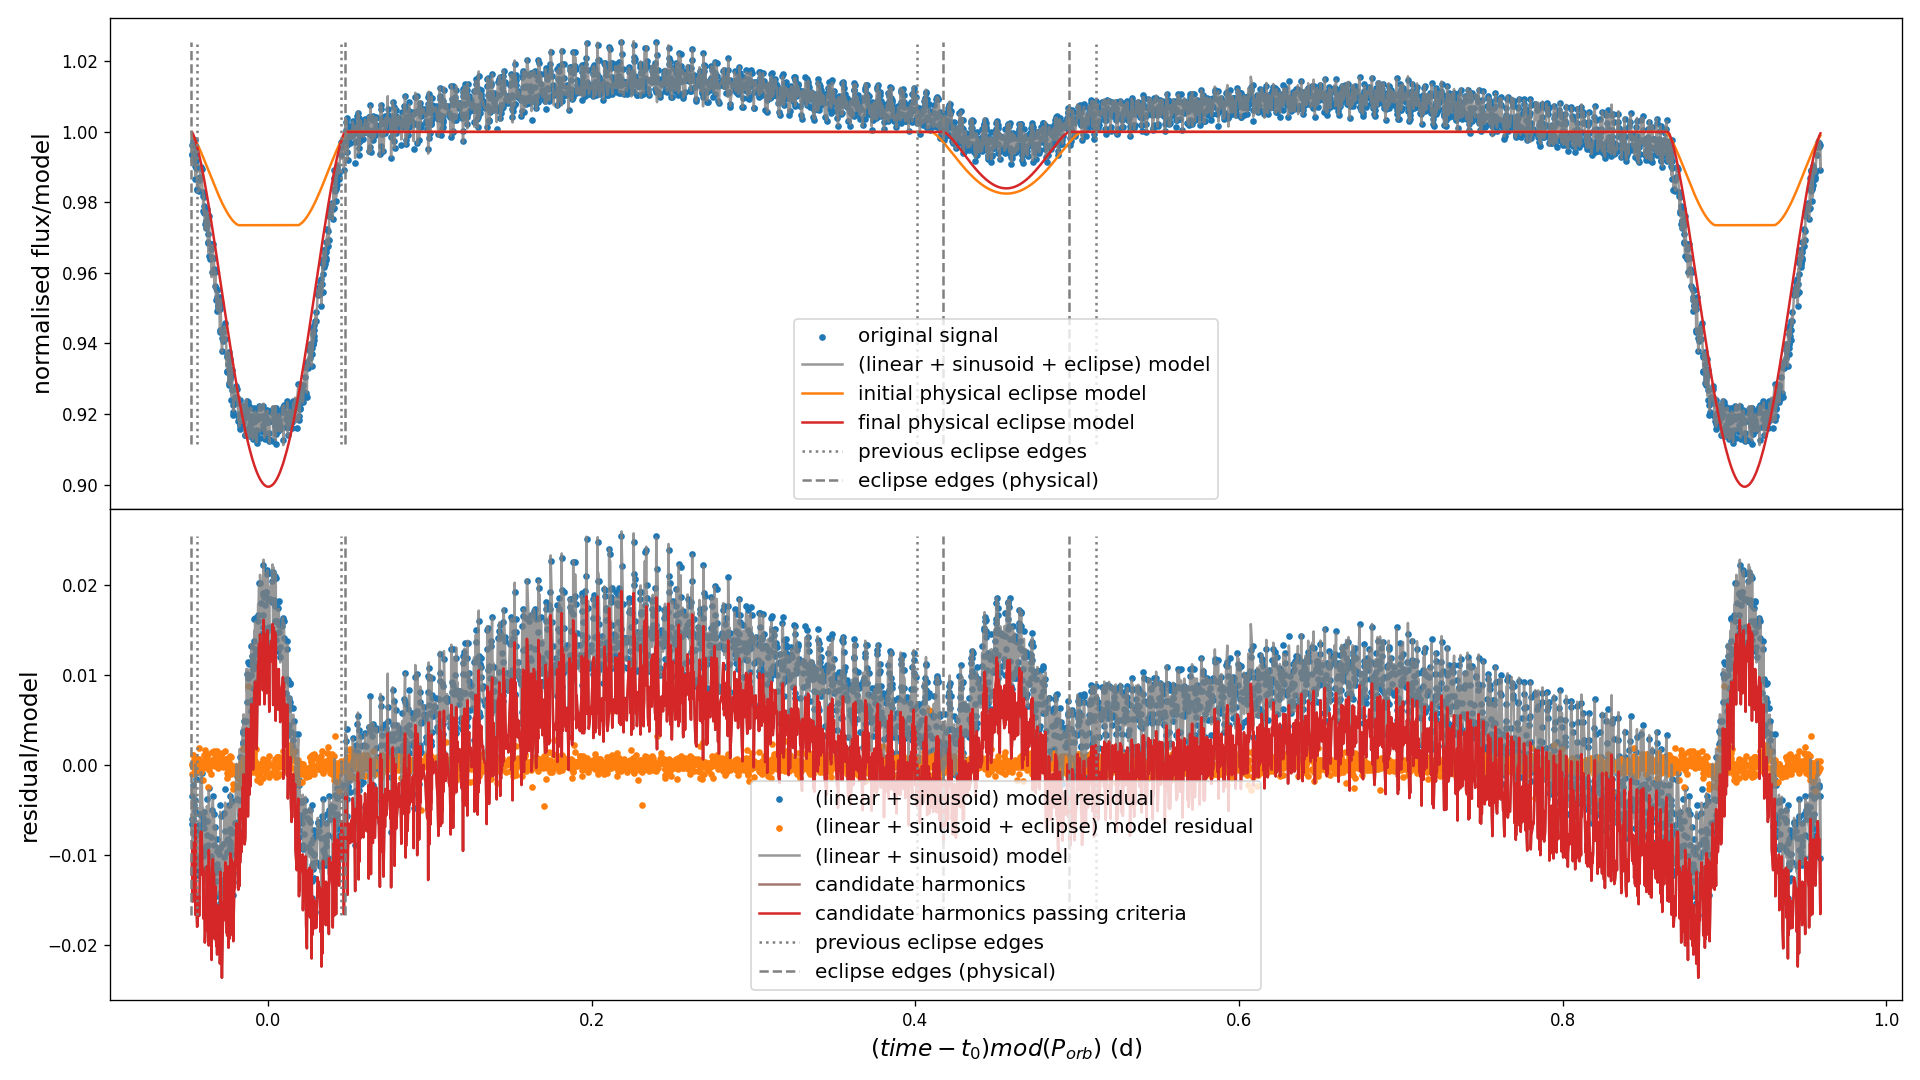 1.02
1.00
0.98
0.96
0.94
0.92
0.90
normalised flux/model
original signal
(linear + sinusoid + eclipse) model
initial physical eclipse model
final physical eclipse model
previous eclipse edges
eclipse edges (physical)
0.02
0.01
0.00
−0.01
−0.02
residual/model
(linear + sinusoid) model residual
(linear + sinusoid + eclipse) model residual
(linear + sinusoid) model
candidate harmonics
candidate harmonics passing criteria
previous eclipse edges
eclipse edges (physical)
0.0 0.2 0.4 0.6 0.8 1.0
(time − t₀)mod(P_orb) (d)